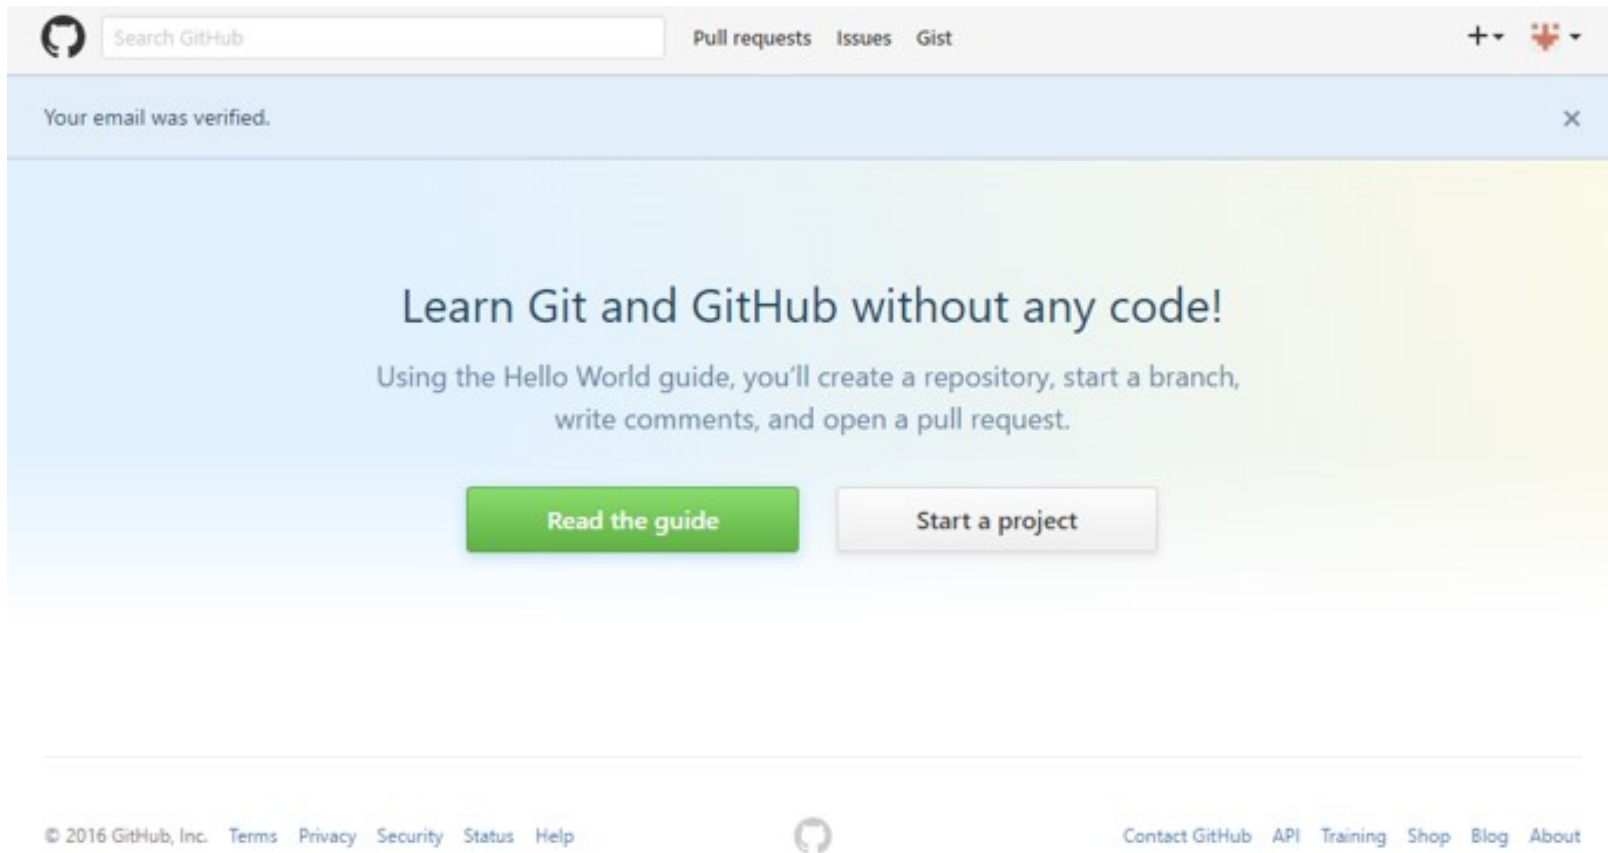 Search GitHub Pull requests Issues Gist
Your email was verified.
Learn Git and GitHub without any code!
Using the Hello World guide, you'll create a repository, start a branch,
write comments, and open a pull request.
Read the guide Start a project
© 2016 GitHub, Inc. Terms Privacy Security Status Help Contact GitHub API Training Shop Blog About